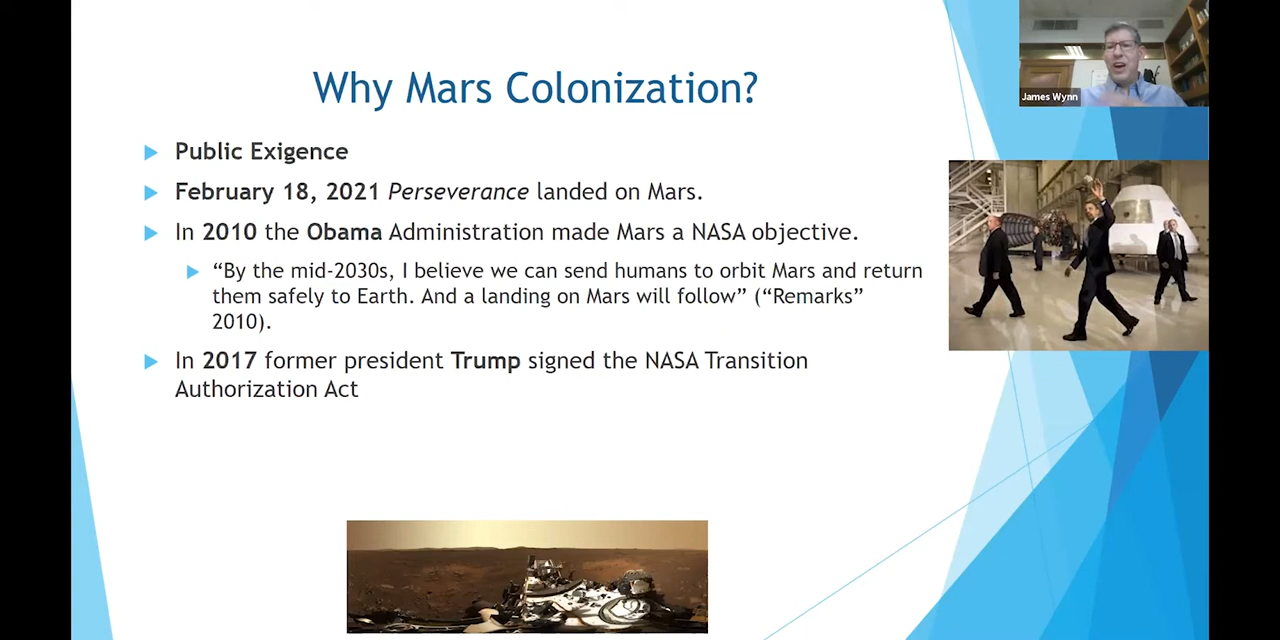 Why Mars Colonization?
James Wynn
Public Exigence
February 18, 2021 Perseverance landed on Mars.
In 2010 the Obama Administration made Mars a NASA objective.
“By the mid-2030s, I believe we can send humans to orbit Mars and return
them safely to Earth. And a landing on Mars will follow” (“Remarks”
2010).
In 2017 former president Trump signed the NASA Transition
Authorization Act